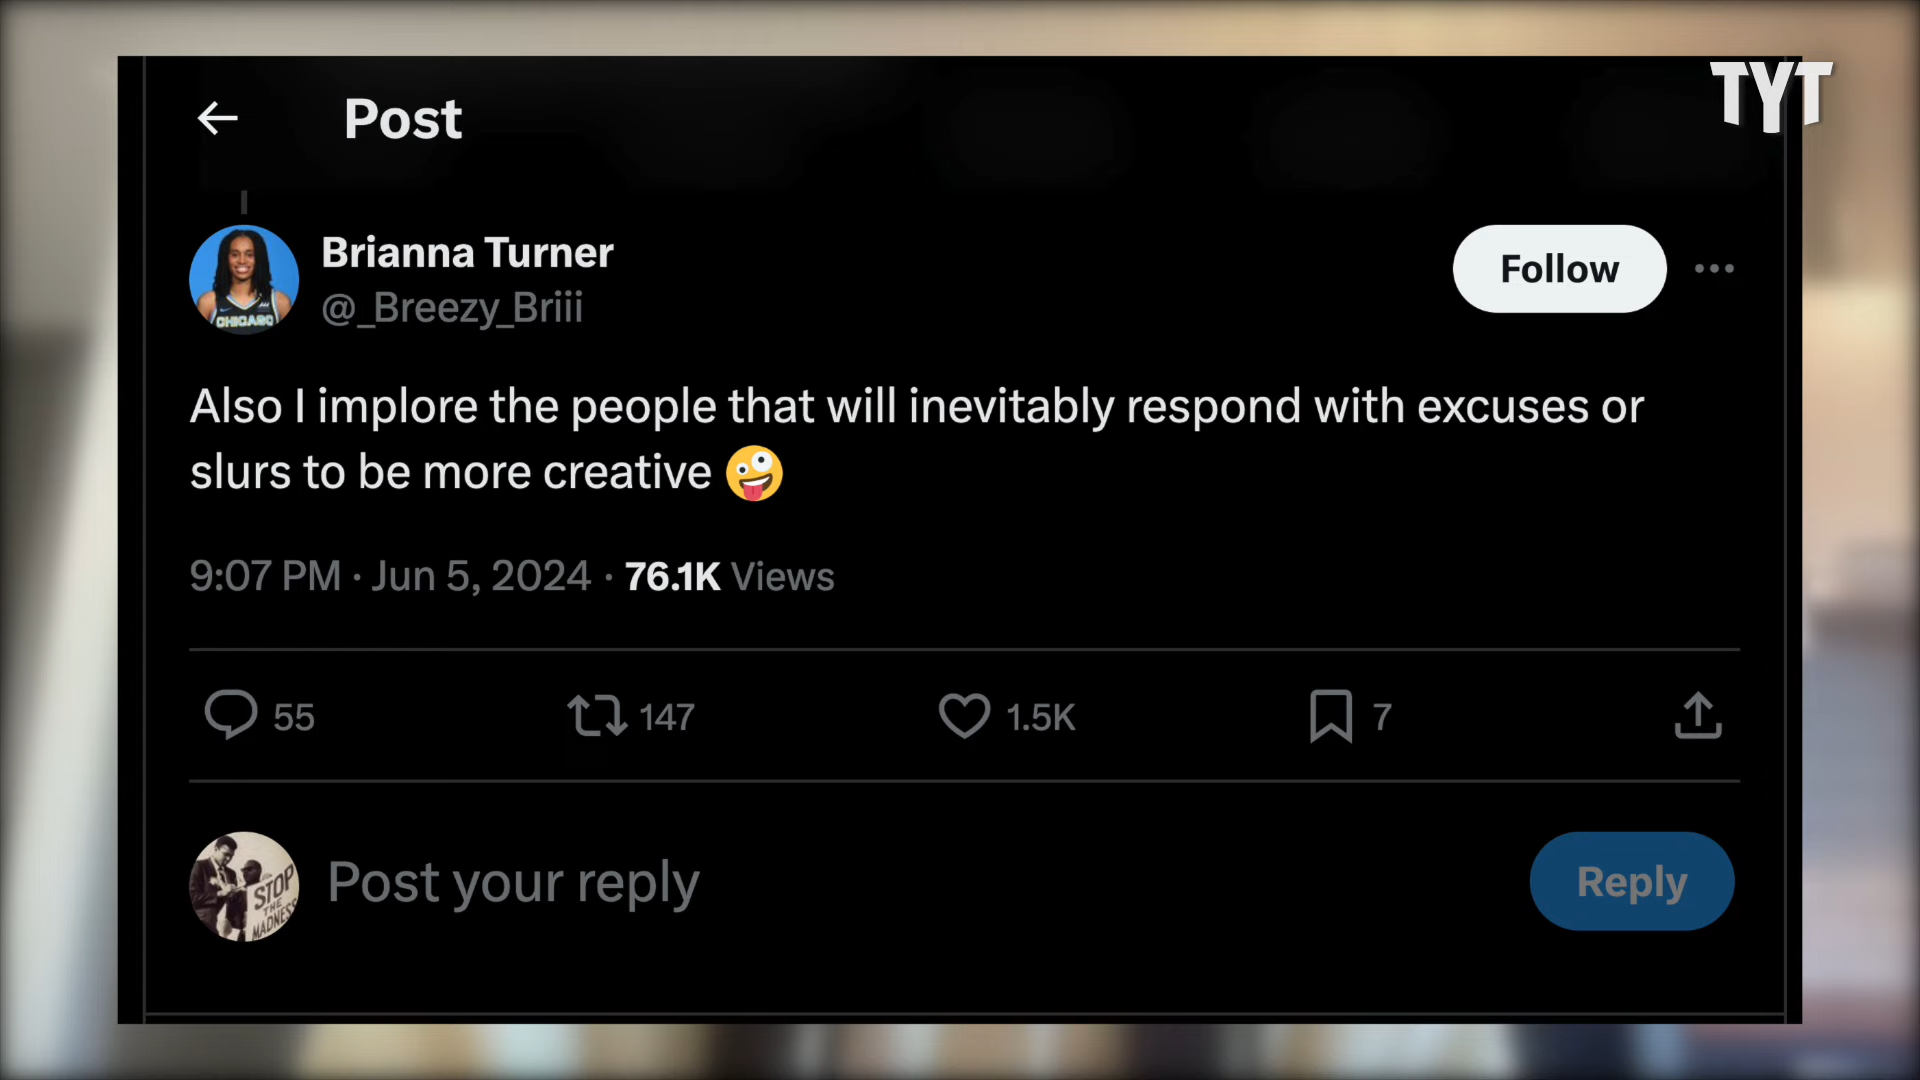 TYT
Post
Brianna Turner
@_Breezy_Briii
Follow
CHICAGO
Also I implore the people that will inevitably respond with excuses or
slurs to be more creative 🤪
9:07 PM · Jun 5, 2024 · 76.1K Views
55 147 1.5K 7
STOP
THE
MADNESS
Post your reply
Reply